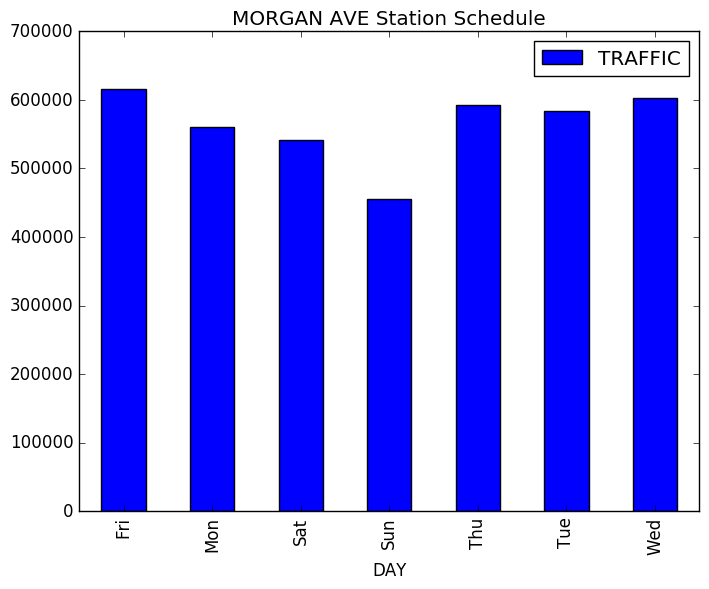 MORGAN AVE Station Schedule
TRAFFIC
700000
600000
500000
400000
300000
200000
100000
0
Fri
Mon
Sat
Sun
Thu
Tue
Wed
DAY